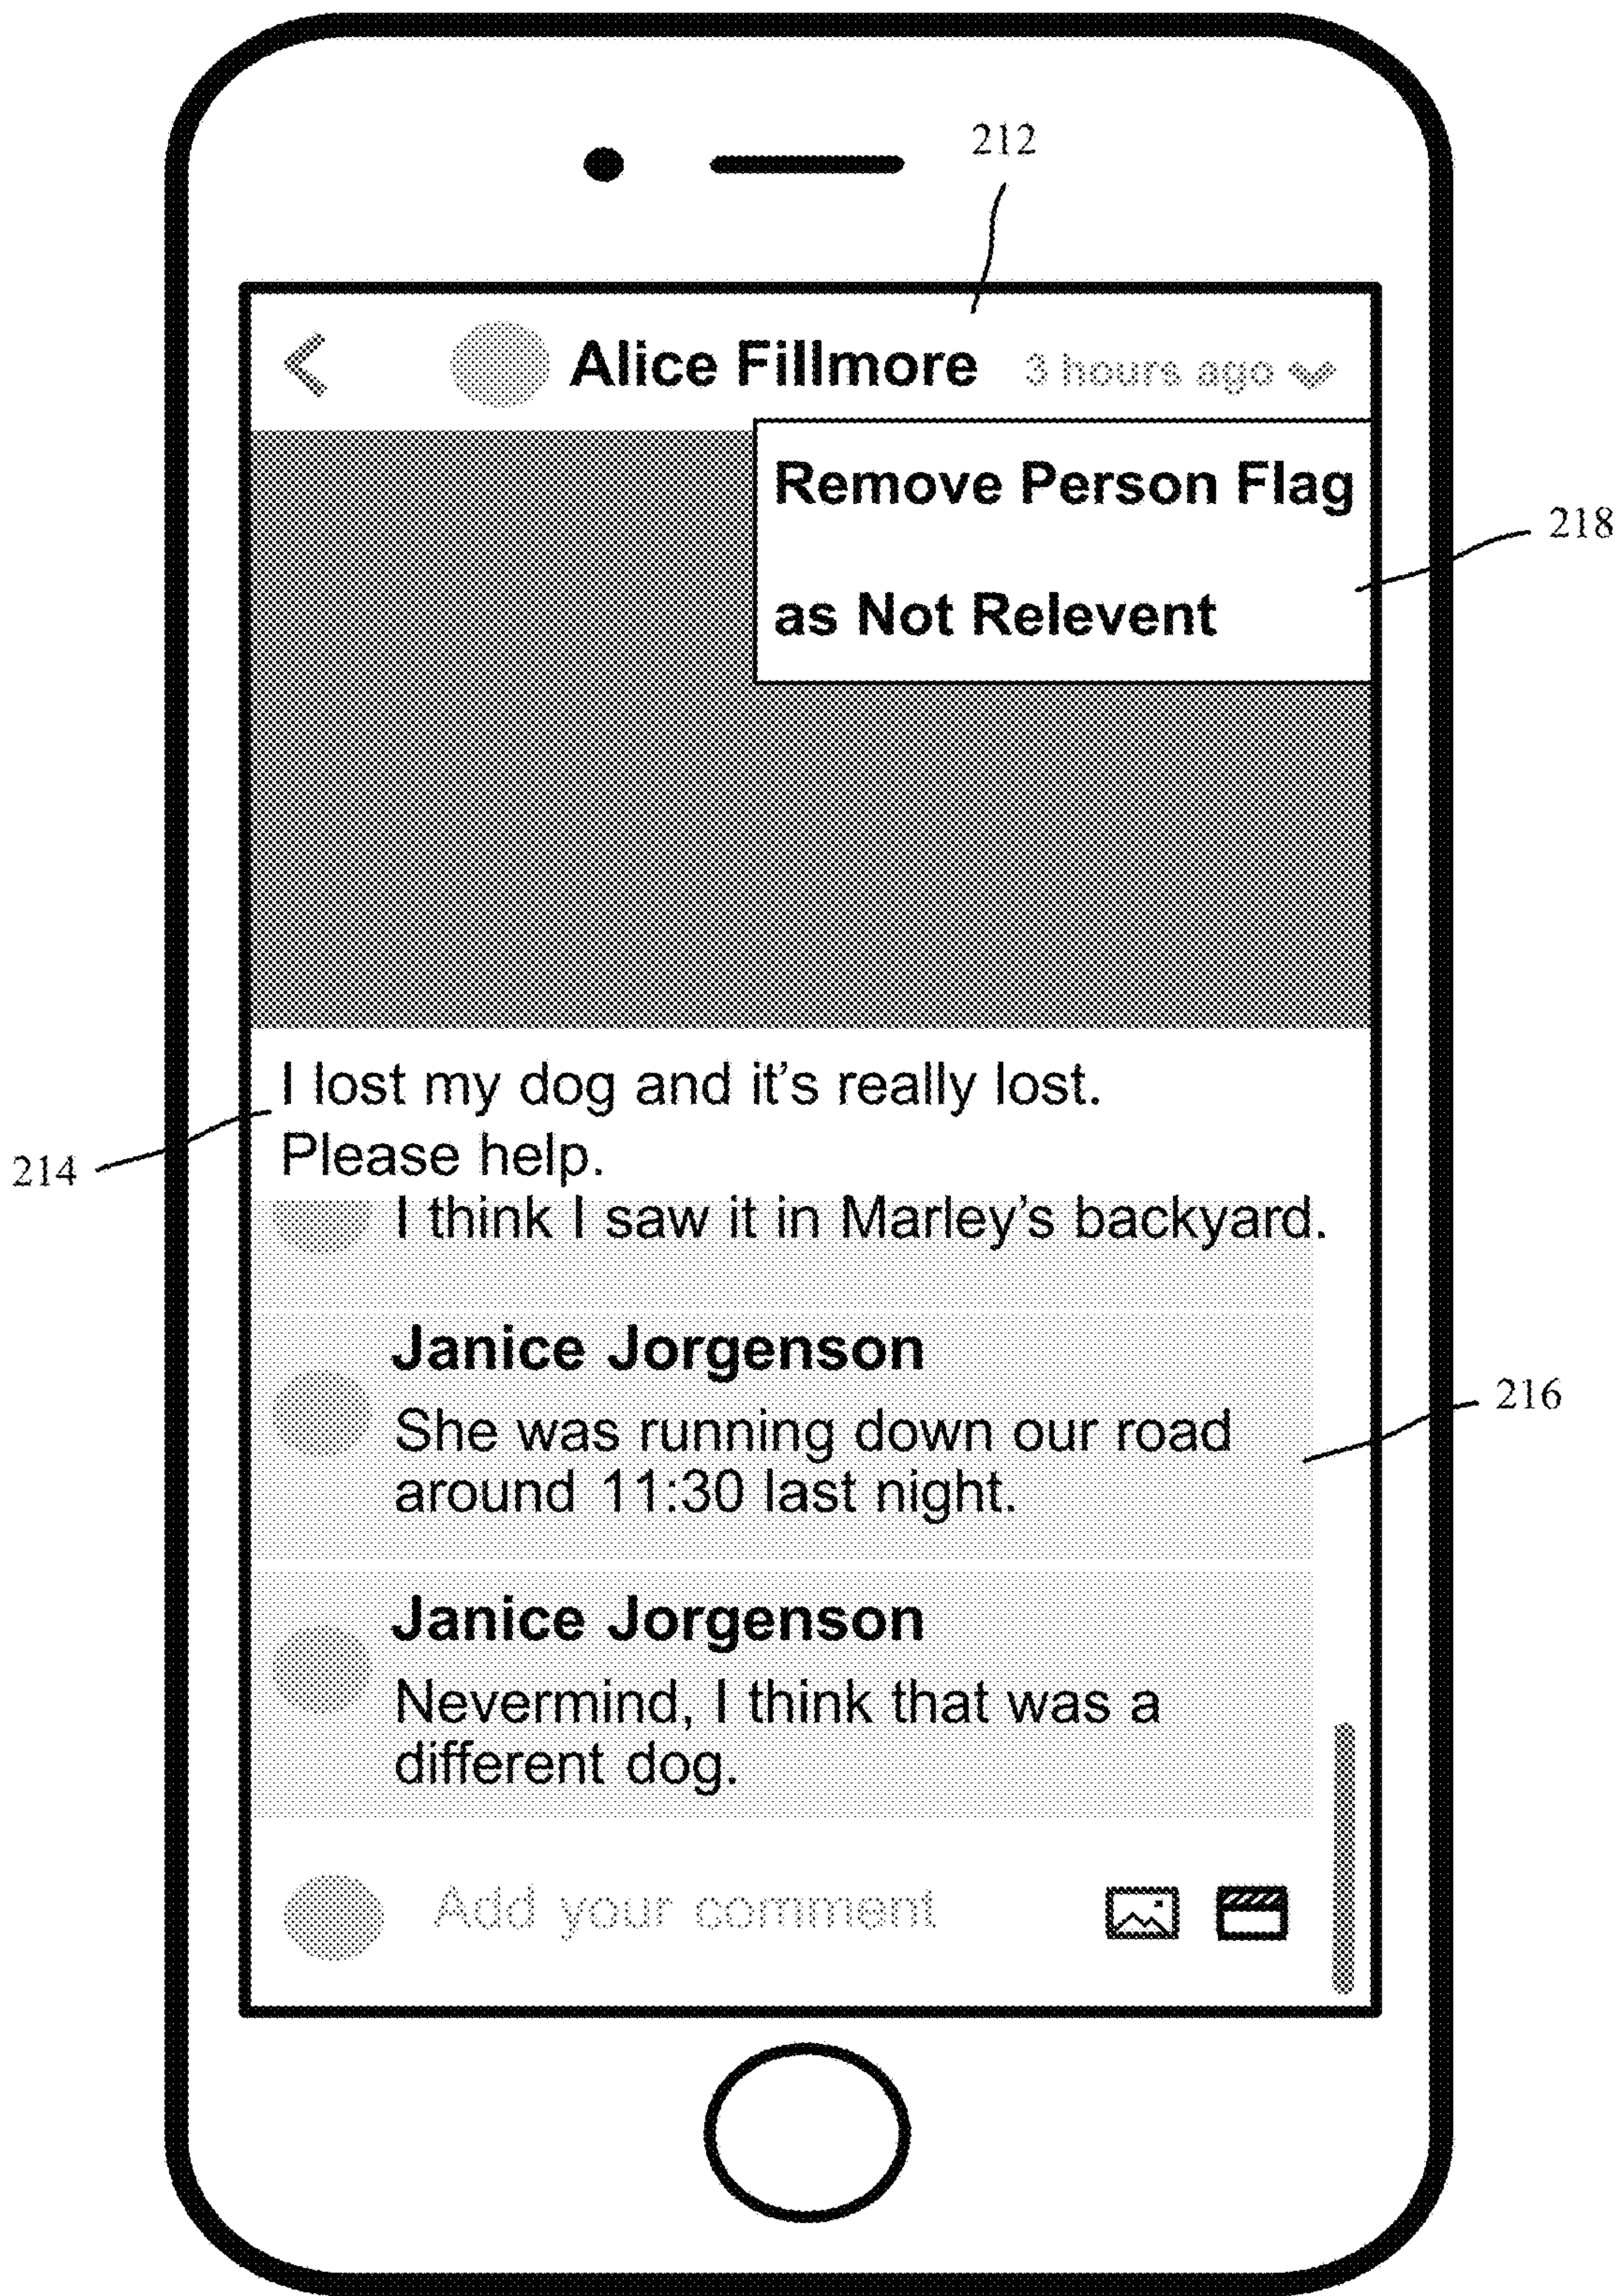 212
Alice Fillmore 3 hours ago
Remove Person Flag
218
as Not Relevent
I lost my dog and it's really lost.
214
Please help.
I think I saw it in Marley's backyard.
Janice Jorgenson
216
She was running down our road
around 11:30 last night.
Janice Jorgenson
Nevermind, I think that was a
different dog.
Add your comment